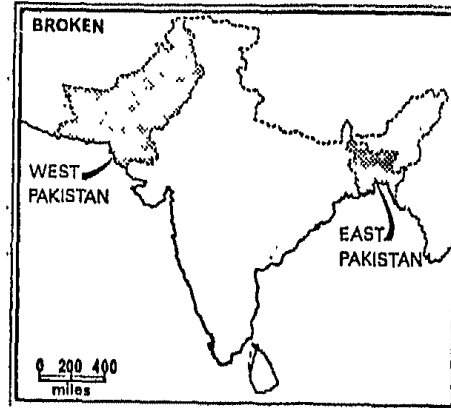 BROKEN
WEST
PAKISTAN
EAST
PAKISTAN
0 200 400
miles